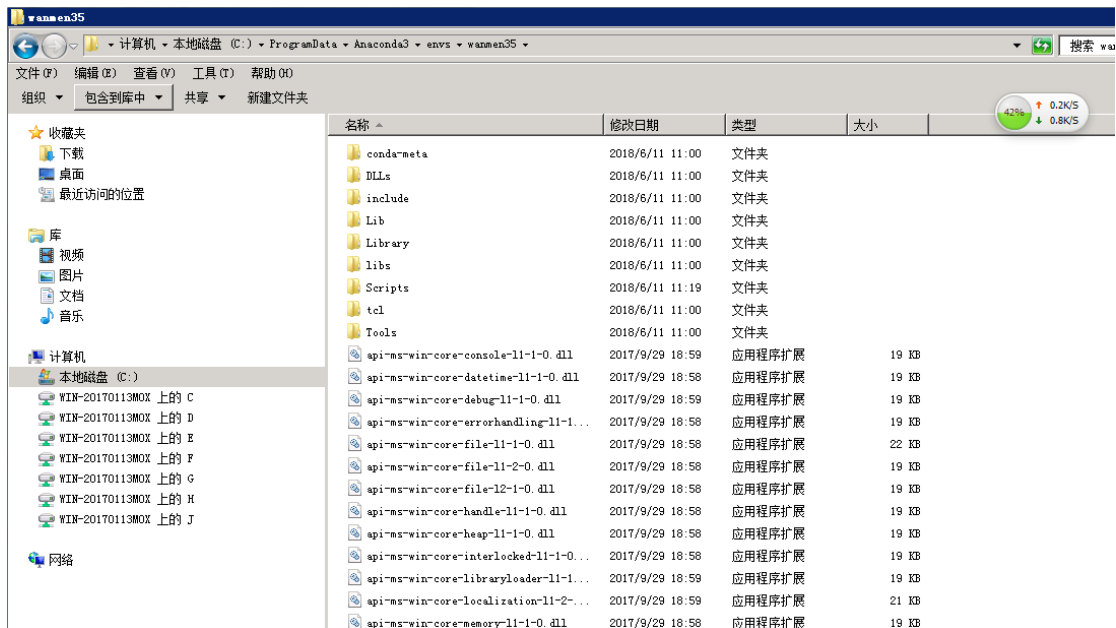 wanmen35
计算机 本地磁盘 (C:) ProgramData Anaconda3 envs wanmen35
搜索 wan
文件(F) 编辑(E) 查看(V) 工具(T) 帮助(H)
组织 包含到库中 共享 新建文件夹
42% 0.2K/S
0.8K/S
收藏夹
下载
桌面
最近访问的位置
库
视频
图片
文档
音乐
计算机
本地磁盘 (C:)
WIN-20170113MOX 上的 C
WIN-20170113MOX 上的 D
WIN-20170113MOX 上的 E
WIN-20170113MOX 上的 F
WIN-20170113MOX 上的 G
WIN-20170113MOX 上的 H
WIN-20170113MOX 上的 J
网络
名称 修改日期 类型 大小
conda-meta 2018/6/11 11:00 文件夹
DLLs 2018/6/11 11:00 文件夹
include 2018/6/11 11:00 文件夹
Lib 2018/6/11 11:00 文件夹
Library 2018/6/11 11:00 文件夹
libs 2018/6/11 11:00 文件夹
Scripts 2018/6/11 11:19 文件夹
tcl 2018/6/11 11:00 文件夹
Tools 2018/6/11 11:00 文件夹
api-ms-win-core-console-l1-1-0.dll 2017/9/29 18:59 应用程序扩展 19 KB
api-ms-win-core-datetime-l1-1-0.dll 2017/9/29 18:58 应用程序扩展 19 KB
api-ms-win-core-debug-l1-1-0.dll 2017/9/29 18:59 应用程序扩展 19 KB
api-ms-win-core-errorhandling-l1-1... 2017/9/29 18:58 应用程序扩展 19 KB
api-ms-win-core-file-l1-1-0.dll 2017/9/29 18:58 应用程序扩展 22 KB
api-ms-win-core-file-l1-2-0.dll 2017/9/29 18:58 应用程序扩展 19 KB
api-ms-win-core-file-l2-1-0.dll 2017/9/29 18:58 应用程序扩展 19 KB
api-ms-win-core-handle-l1-1-0.dll 2017/9/29 18:58 应用程序扩展 19 KB
api-ms-win-core-heap-l1-1-0.dll 2017/9/29 18:58 应用程序扩展 19 KB
api-ms-win-core-interlocked-l1-1-0... 2017/9/29 18:58 应用程序扩展 19 KB
api-ms-win-core-libraryloader-l1-1... 2017/9/29 18:59 应用程序扩展 19 KB
api-ms-win-core-localization-l1-2-... 2017/9/29 18:59 应用程序扩展 21 KB
api-ms-win-core-memory-l1-1-0.dll 2017/9/29 18:58 应用程序扩展 19 KB